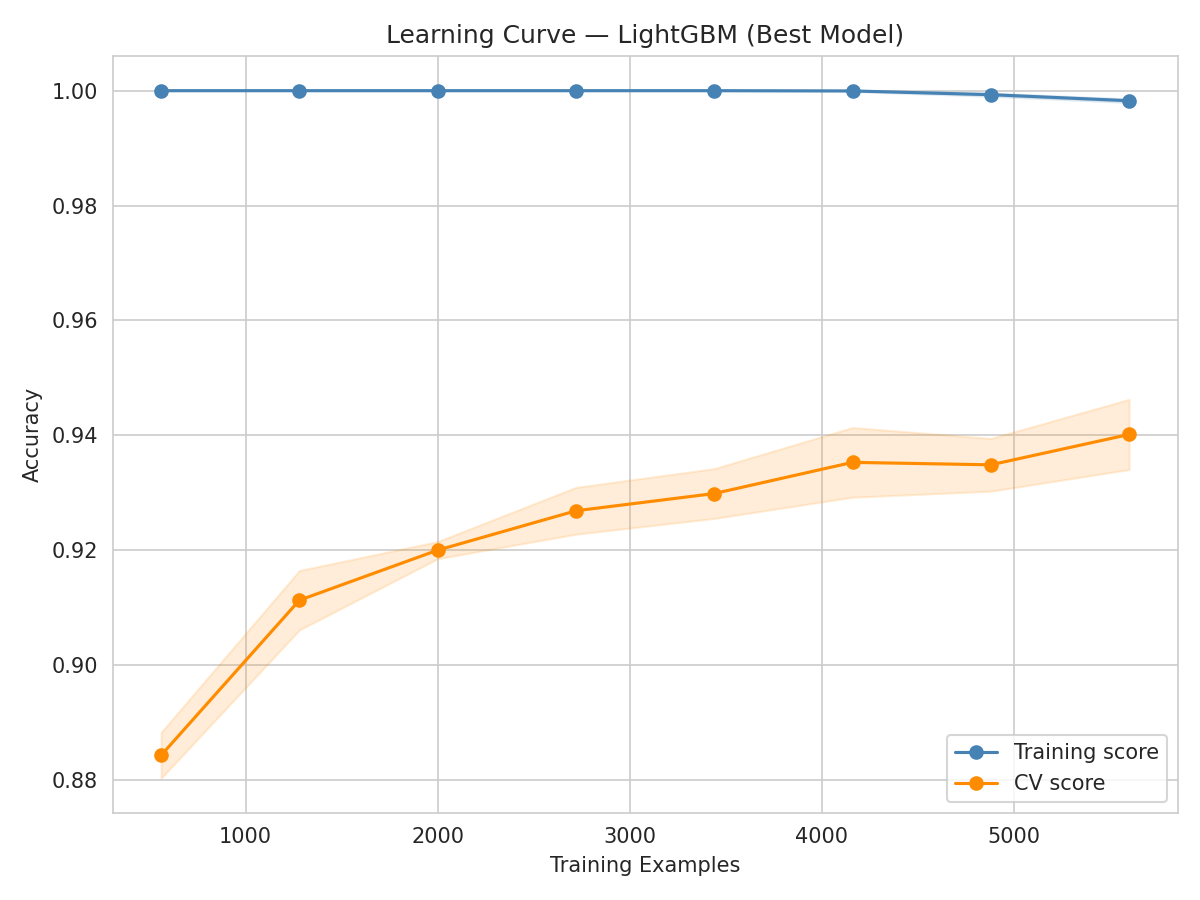 Learning Curve — LightGBM (Best Model)
1.00
0.98
0.96
0.94
0.92
0.90
0.88
Accuracy
1000
2000
3000
4000
5000
Training Examples
Training score
CV score